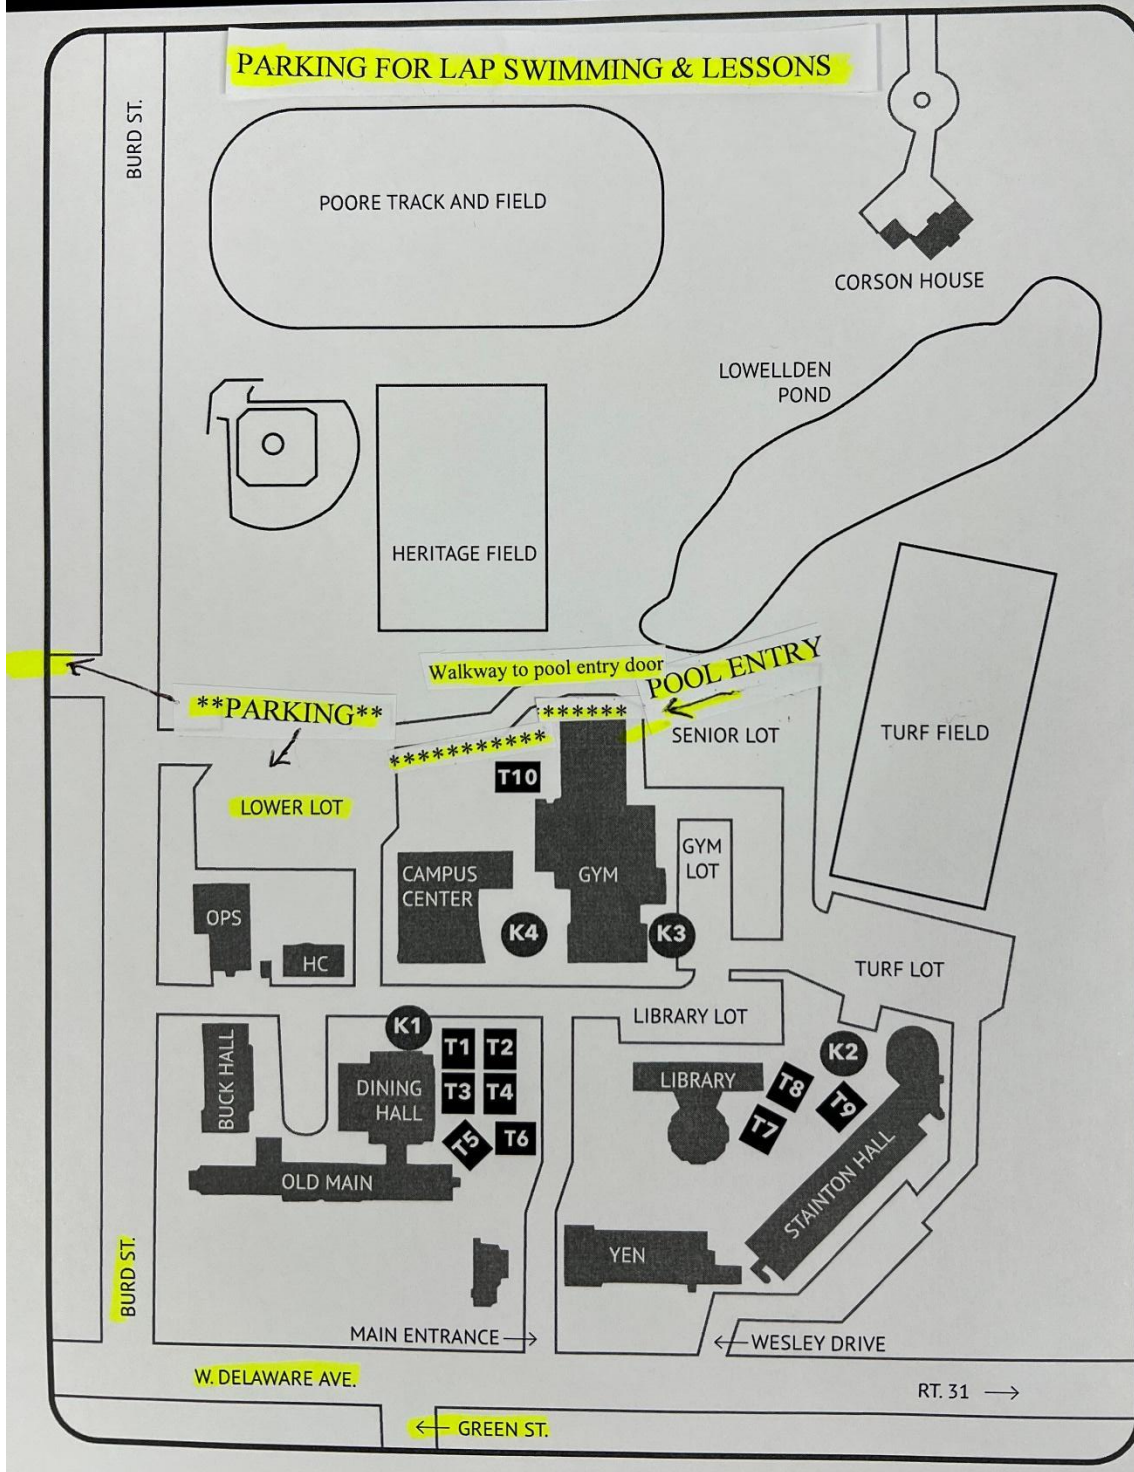 PARKING FOR LAP SWIMMING & LESSONS
BURD ST.
POORE TRACK AND FIELD
CORSON HOUSE
LOWELLDEN
POND
HERITAGE FIELD
Walkway to pool entry door
POOL ENTRY
**PARKING**
******
***********
SENIOR LOT
TURF FIELD
T10
LOWER LOT
GYM
LOT
CAMPUS
CENTER
GYM
OPS
K4
K3
HC
TURF LOT
K1
LIBRARY LOT
BUCK HALL
T1
T2
K2
DINING
HALL
T3
T4
LIBRARY
T8
T9
T5
T6
T7
OLD MAIN
STAINTON HALL
BURD ST.
YEN
MAIN ENTRANCE →
← WESLEY DRIVE
W. DELAWARE AVE.
RT. 31 →
← GREEN ST.